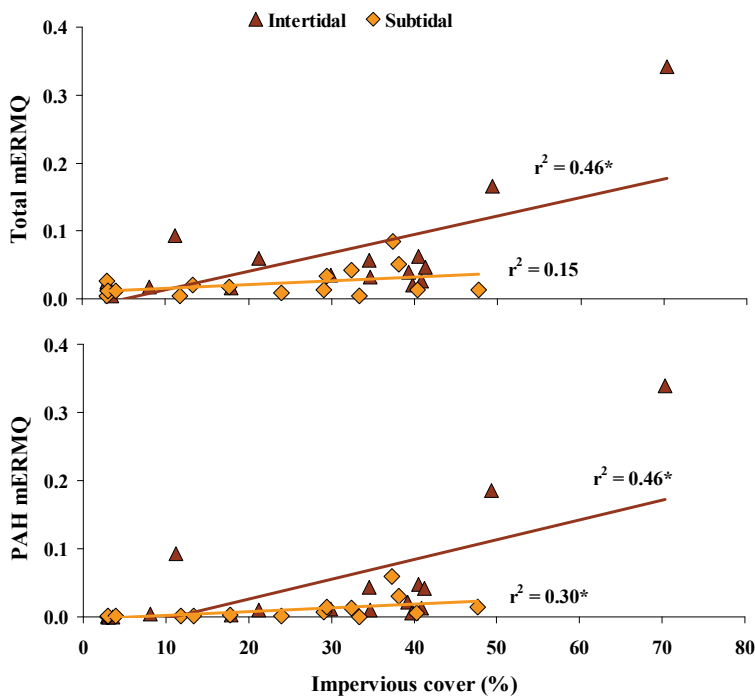 Intertidal Subtidal
Total mERMQ
0.4
0.3
0.2
0.1
0.0
r² = 0.46*
r² = 0.15
PAH mERMQ
0.4
0.3
0.2
0.1
0.0
r² = 0.46*
r² = 0.30*
0 10 20 30 40 50 60 70 80
Impervious cover (%)